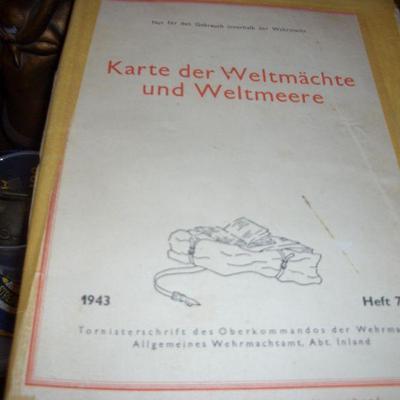 Nur für den Gebrauch innerhalb der Wehrmacht
Karte der Weltmächte
und Weltmeere
1943
Heft 7
Tornisterschrift des Oberkommandos der Wehrma
Allgemeines Wehrmachtsamt, Abt. Inland